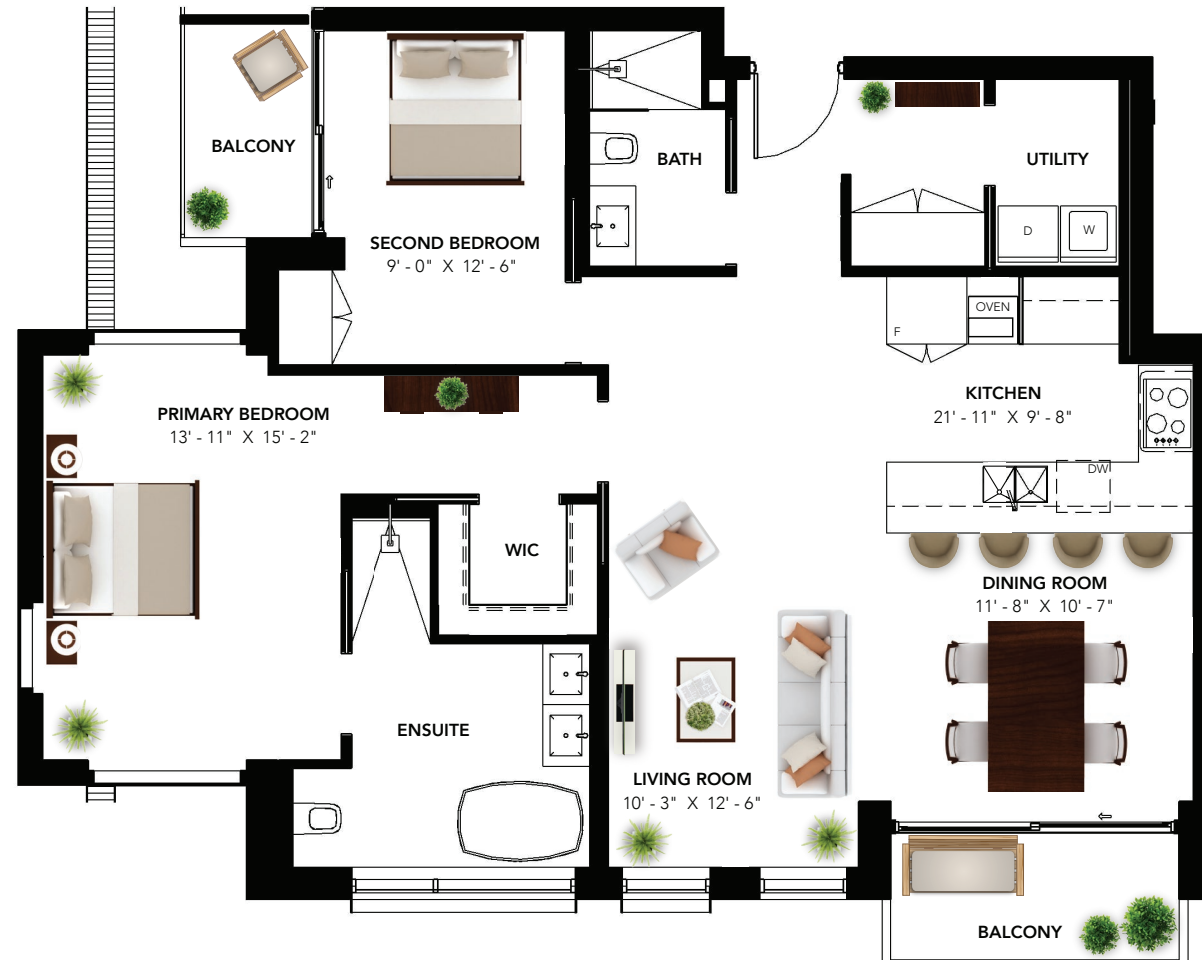 BALCONY
SECOND BEDROOM
9' - 0" X 12' - 6"
BATH
UTILITY
D
W
OVEN
F
KITCHEN
21' - 11" X 9' - 8"
DW
PRIMARY BEDROOM
13' - 11" X 15' - 2"
WIC
ENSUITE
LIVING ROOM
10' - 3" X 12' - 6"
DINING ROOM
11' - 8" X 10' - 7"
BALCONY